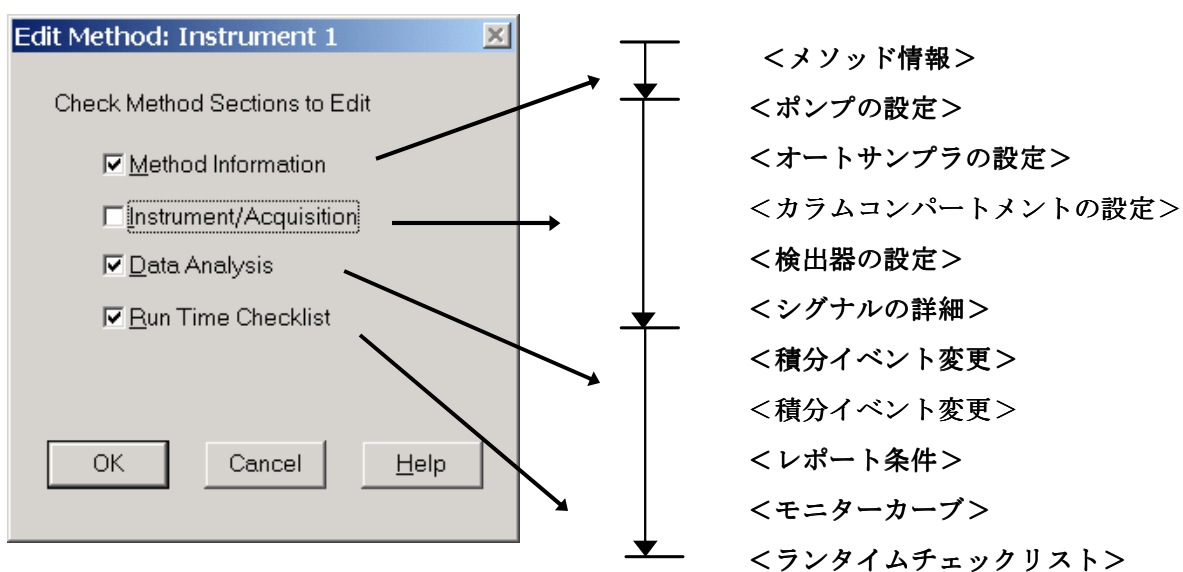 Edit Method: Instrument 1
Check Method Sections to Edit
Method Information
Instrument/Acquisition
Data Analysis
Run Time Checklist
OK Cancel Help
＜メソッド情報＞
＜ポンプの設定＞
＜オートサンプラの設定＞
＜カラムコンパートメントの設定＞
＜検出器の設定＞
＜シグナルの詳細＞
＜積分イベント変更＞
＜積分イベント変更＞
＜レポート条件＞
＜モニターカーブ＞
＜ランタイムチェックリスト＞